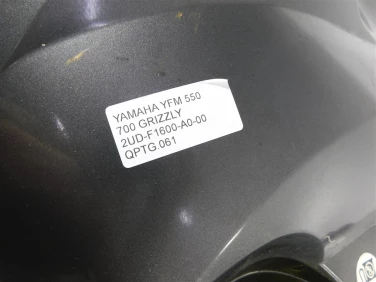 YAMAHA YFM 550
700 GRIZZLY
2UD-F1600-A0-00
QPTG.061